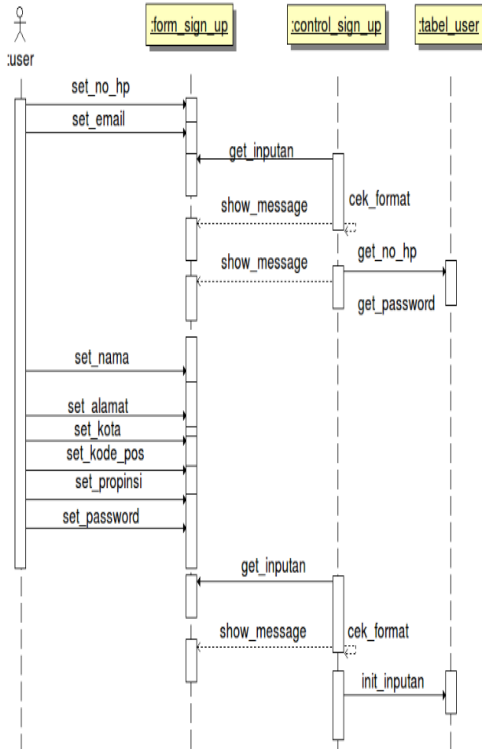 :form_sign_up
:control_sign_up
:tabel_user
:user
set_no_hp
set_email
get_inputan
cek_format
show_message
get_no_hp
show_message
get_password
set_nama
set_alamat
set_kota
set_kode_pos
set_propinsi
set_password
get_inputan
show_message
cek_format
init_inputan